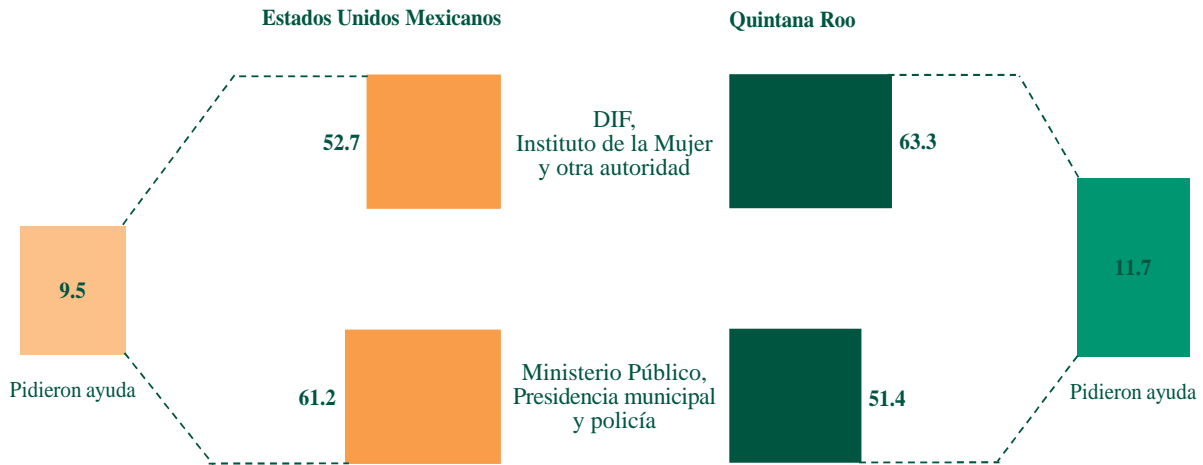 Estados Unidos Mexicanos
Quintana Roo
52.7
DIF,
Instituto de la Mujer
y otra autoridad
63.3
9.5
Pidieron ayuda
11.7
Pidieron ayuda
61.2
Ministerio Público,
Presidencia municipal
y policía
51.4